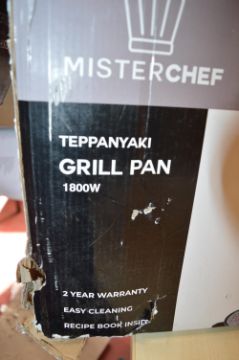 MISTERCHEF
TEPPANYAKI
GRILL PAN
1800W
2 YEAR WARRANTY
EASY CLEANING
RECIPE BOOK INSIDE